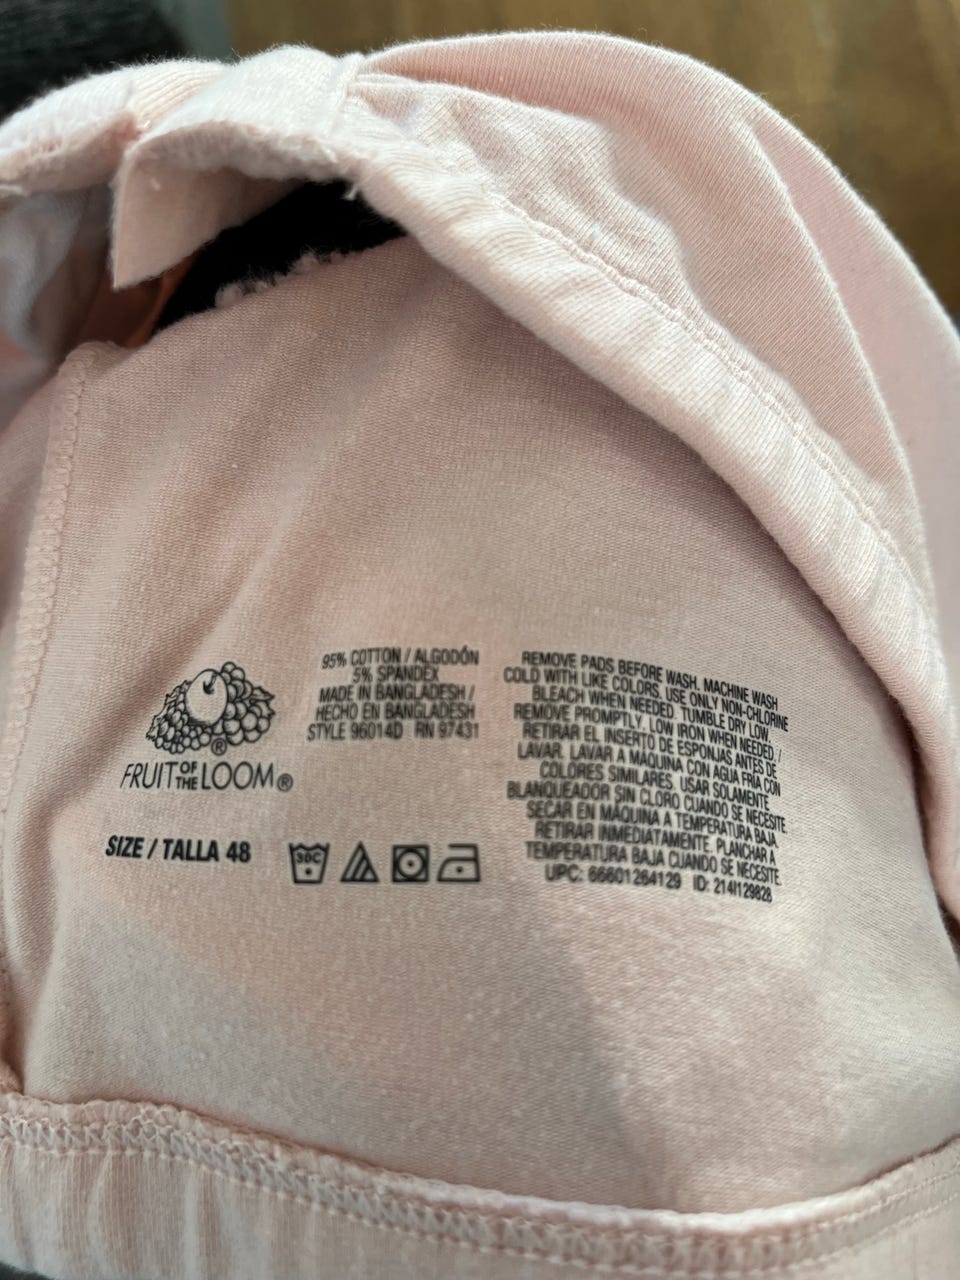 FRUIT OF THE LOOM®
SIZE / TALLA 48
95% COTTON / ALGODÓN
5% SPANDEX
MADE IN BANGLADESH /
HECHO EN BANGLADESH
STYLE 96014D RN 97431
30C
REMOVE PADS BEFORE WASH. MACHINE WASH
COLD WITH LIKE COLORS. USE ONLY NON-CHLORINE
BLEACH WHEN NEEDED. TUMBLE DRY LOW.
REMOVE PROMPTLY. LOW IRON WHEN NEEDED. /
RETIRAR EL INSERTO DE ESPONJAS ANTES DE
LAVAR. LAVAR A MÁQUINA CON AGUA FRÍA CON
COLORES SIMILARES. USAR SOLAMENTE
BLANQUEADOR SIN CLORO CUANDO SE NECESITE.
SECAR EN MÁQUINA A TEMPERATURA BAJA.
RETIRAR INMEDIATAMENTE. PLANCHAR A
TEMPERATURA BAJA CUANDO SE NECESITE.
UPC: 66601264129 ID: 214I129828